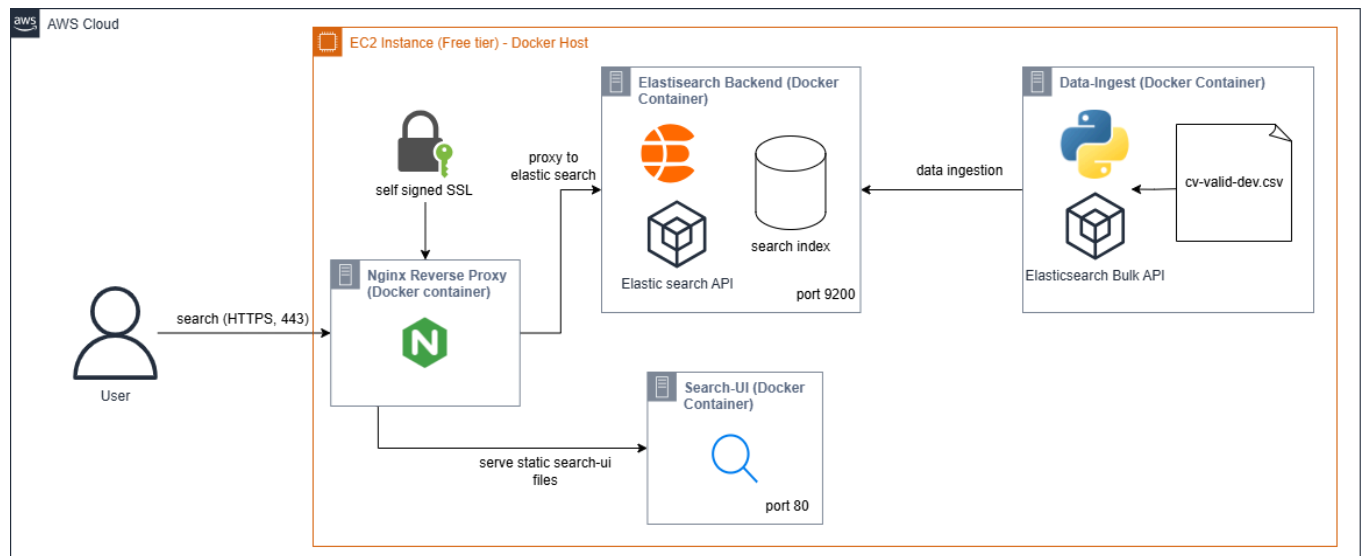 aws
AWS Cloud
EC2 Instance (Free tier) - Docker Host
Elastisearch Backend (Docker
Container)
Data-Ingest (Docker Container)
self signed SSL
proxy to
elastic search
data ingestion
cv-valid-dev.csv
search index
Elastic search API
port 9200
Elasticsearch Bulk API
Nginx Reverse Proxy
(Docker container)
N
search (HTTPS, 443)
User
Search-UI (Docker
Container)
serve static search-ui
files
port 80